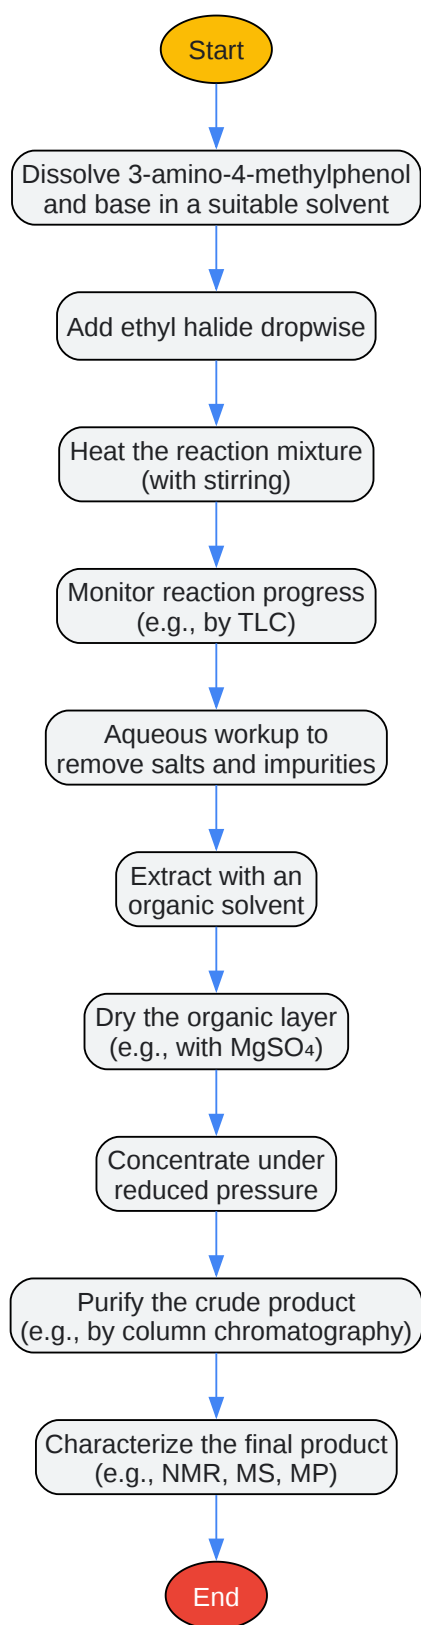 Start
Dissolve 3-amino-4-methylphenol
and base in a suitable solvent
Add ethyl halide dropwise
Heat the reaction mixture
(with stirring)
Monitor reaction progress
(e.g., by TLC)
Aqueous workup to
remove salts and impurities
Extract with an
organic solvent
Dry the organic layer
(e.g., with MgSO₄)
Concentrate under
reduced pressure
Purify the crude product
(e.g., by column chromatography)
Characterize the final product
(e.g., NMR, MS, MP)
End